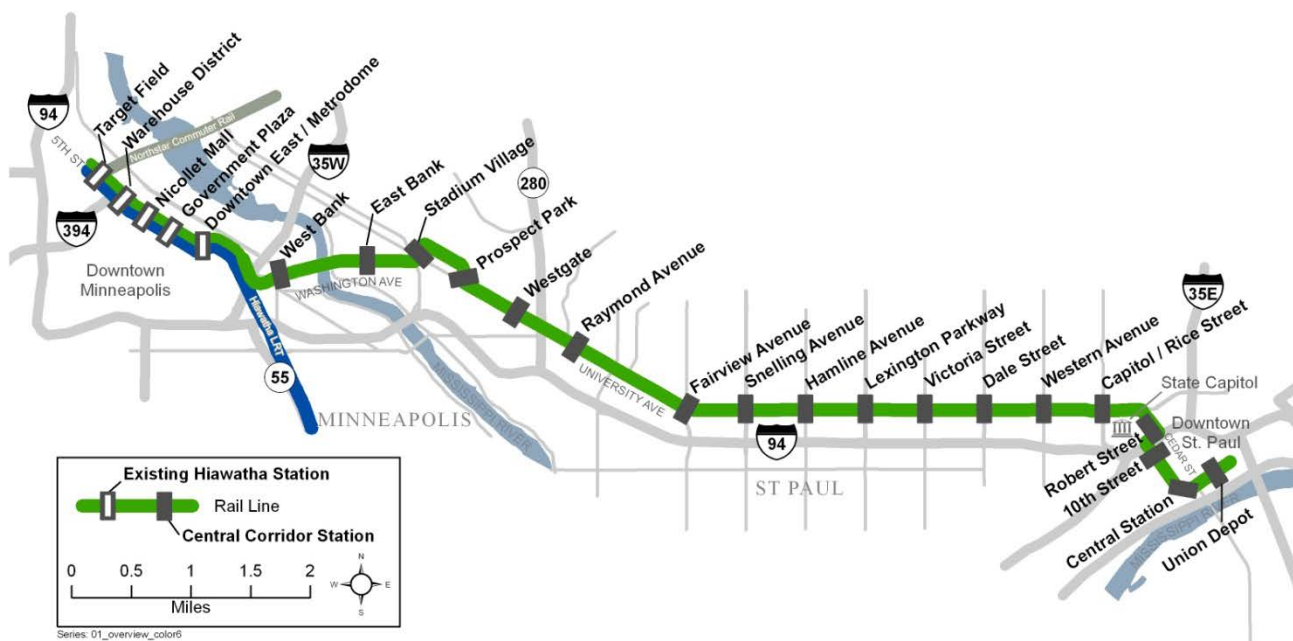 Target Field
Warehouse District
Nicollet Mall
Government Plaza
Downtown East / Metrodome
94
5TH ST
Northstar Commuter Rail
35W
394
Downtown
Minneapolis
West Bank
East Bank
Stadium Village
280
Prospect Park
Westgate
Raymond Avenue
WASHINGTON AVE
Hiawatha LRT
55
MINNEAPOLIS
MISSISSIPPI RIVER
UNIVERSITY AVE
Fairview Avenue
Snelling Avenue
Hamline Avenue
Lexington Parkway
Victoria Street
Dale Street
Western Avenue
Capitol / Rice Street
35E
State Capitol
Downtown
St. Paul
94
ST PAUL
Robert Street
10th Street
CEDAR ST
Central Station
Union Depot
MISSISSIPPI RIVER
Existing Hiawatha Station
Rail Line
Central Corridor Station
0 0.5 1 1.5 2
Miles
N
W E
S
Series: 01_overview_color6